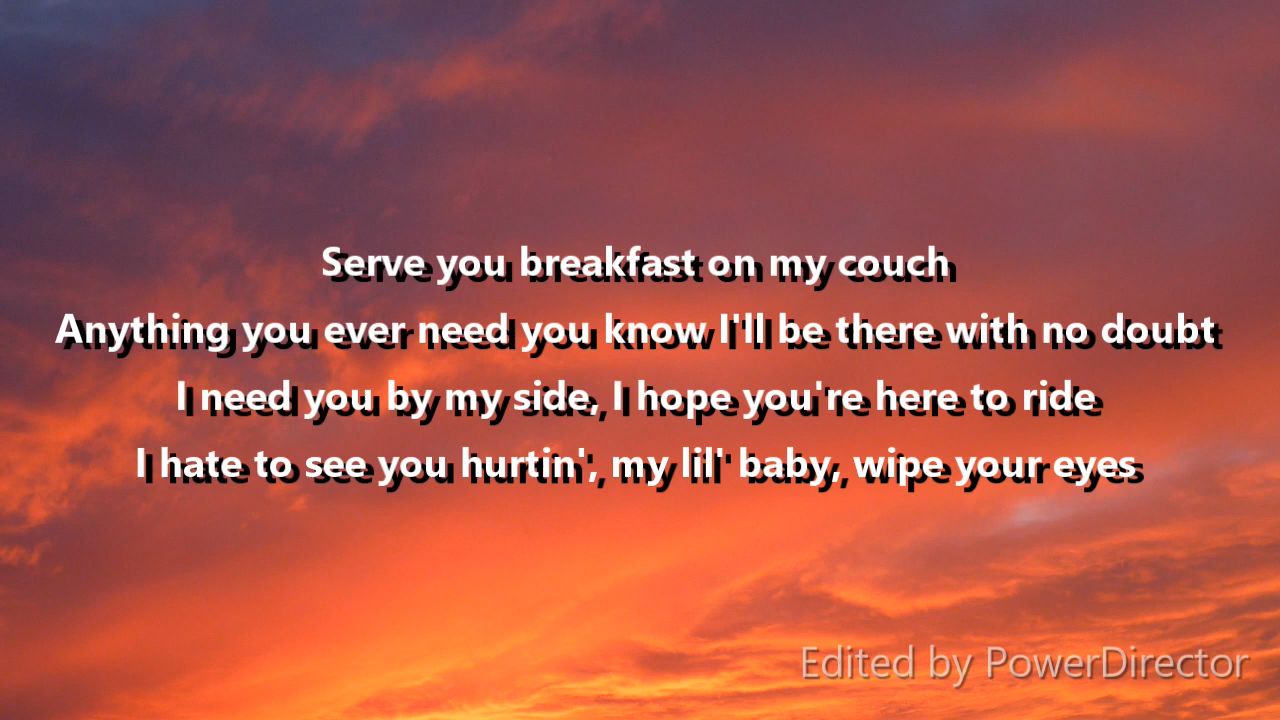 Serve you breakfast on my couch
Anything you ever need you know I'll be there with no doubt
I need you by my side, I hope you're here to ride
I hate to see you hurtin', my lil' baby, wipe your eyes
Edited by PowerDirector